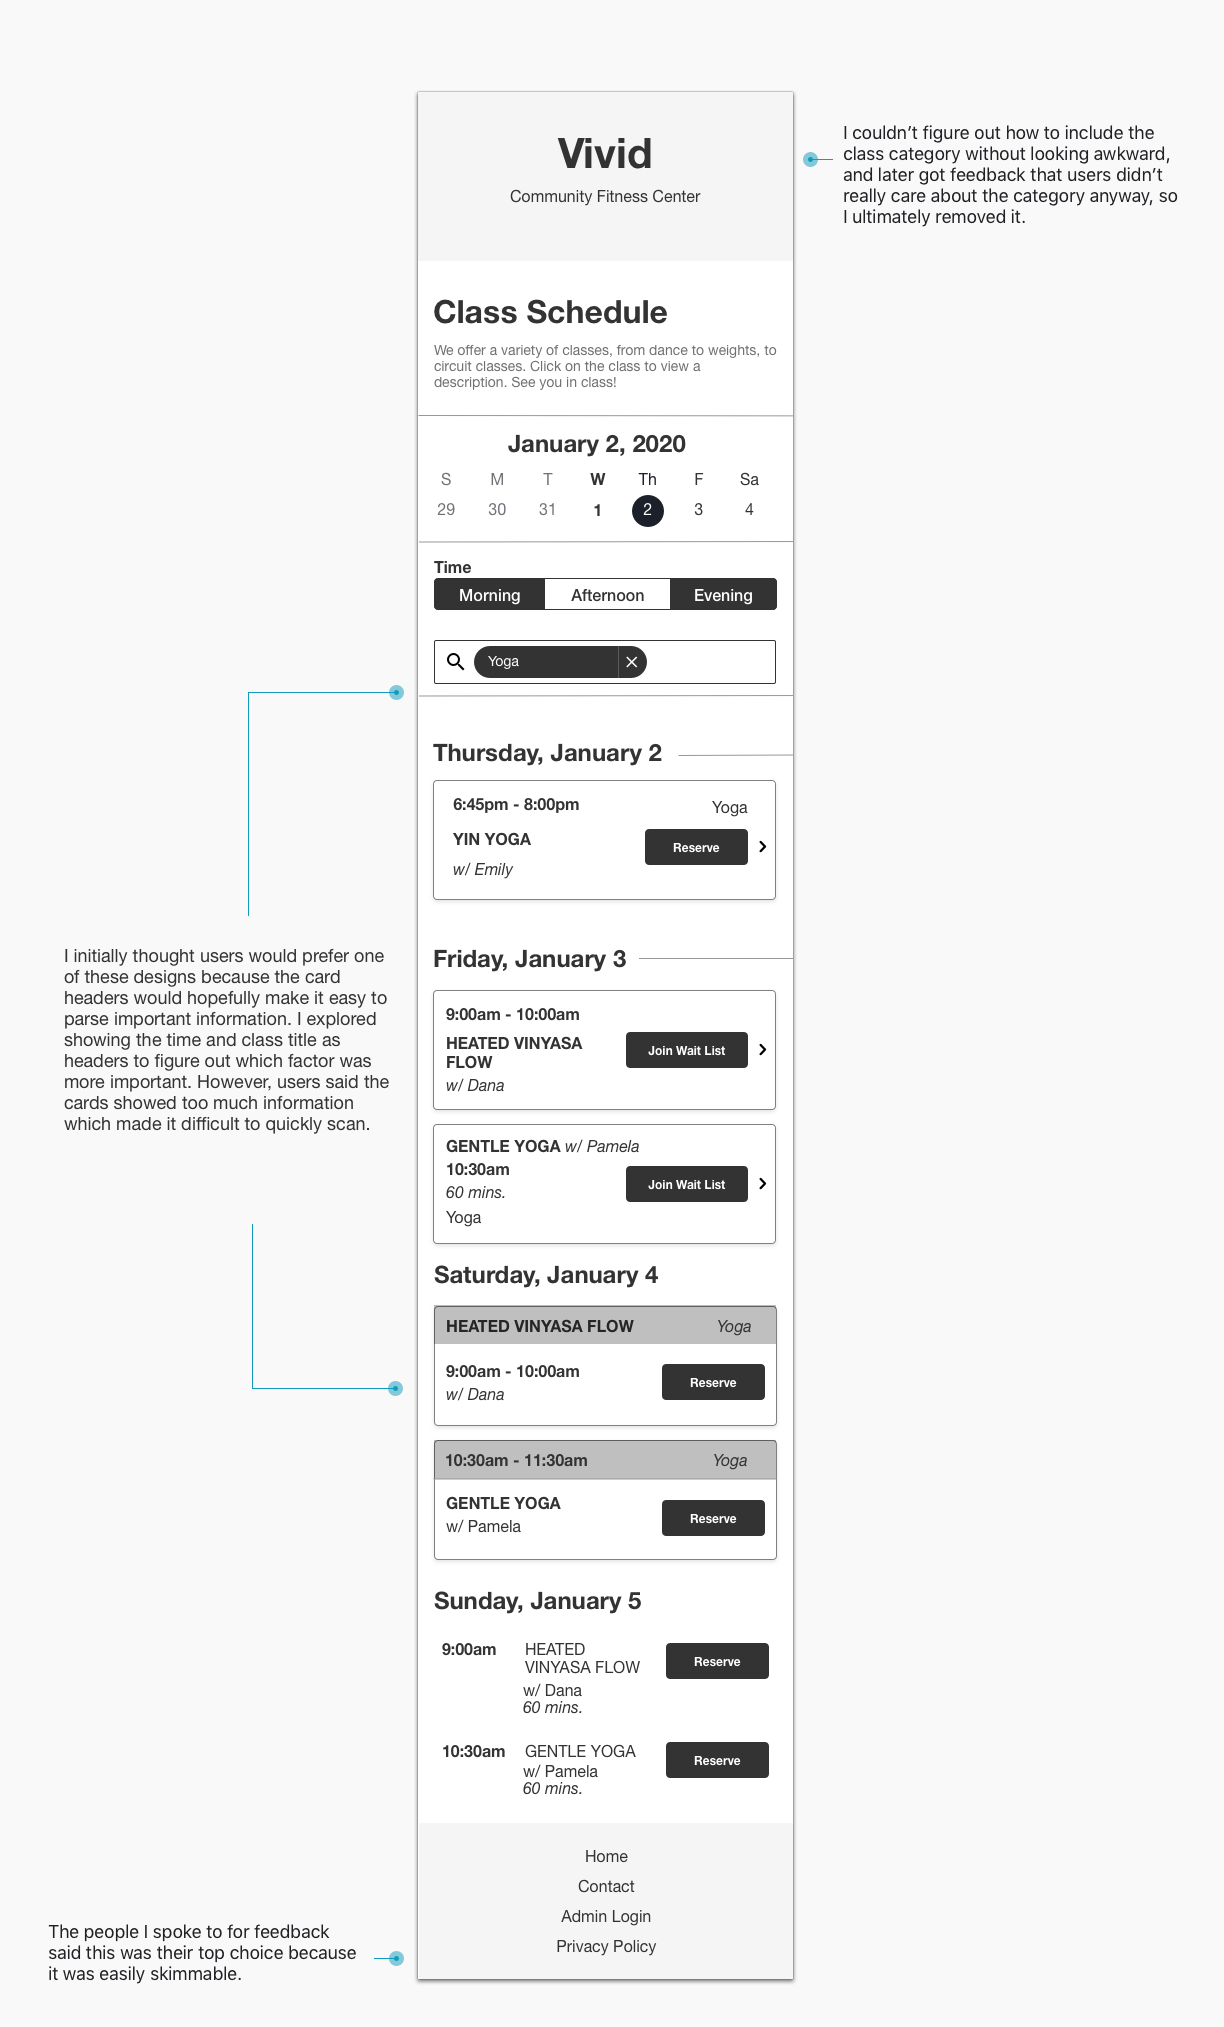 Vivid
Community Fitness Center
I couldn’t figure out how to include the
class category without looking awkward,
and later got feedback that users didn’t
really care about the category anyway, so
I ultimately removed it.
Class Schedule
We offer a variety of classes, from dance to weights, to
circuit classes. Click on the class to view a
description. See you in class!
January 2, 2020
S M T W Th F Sa
29 30 31 1 2 3 4
Time
Morning Afternoon Evening
Yoga
Thursday, January 2
6:45pm - 8:00pm Yoga
YIN YOGA
Reserve
w/ Emily
Friday, January 3
9:00am - 10:00am
HEATED VINYASA
FLOW
Join Wait List
w/ Dana
GENTLE YOGA w/ Pamela
10:30am
Join Wait List
60 mins.
Yoga
I initially thought users would prefer one
of these designs because the card
headers would hopefully make it easy to
parse important information. I explored
showing the time and class title as
headers to figure out which factor was
more important. However, users said the
cards showed too much information
which made it difficult to quickly scan.
Saturday, January 4
HEATED VINYASA FLOW Yoga
9:00am - 10:00am
Reserve
w/ Dana
10:30am - 11:30am Yoga
GENTLE YOGA
Reserve
w/ Pamela
Sunday, January 5
9:00am HEATED
VINYASA FLOW
Reserve
w/ Dana
60 mins.
10:30am GENTLE YOGA
Reserve
w/ Pamela
60 mins.
Home
Contact
Admin Login
Privacy Policy
The people I spoke to for feedback
said this was their top choice because
it was easily skimmable.